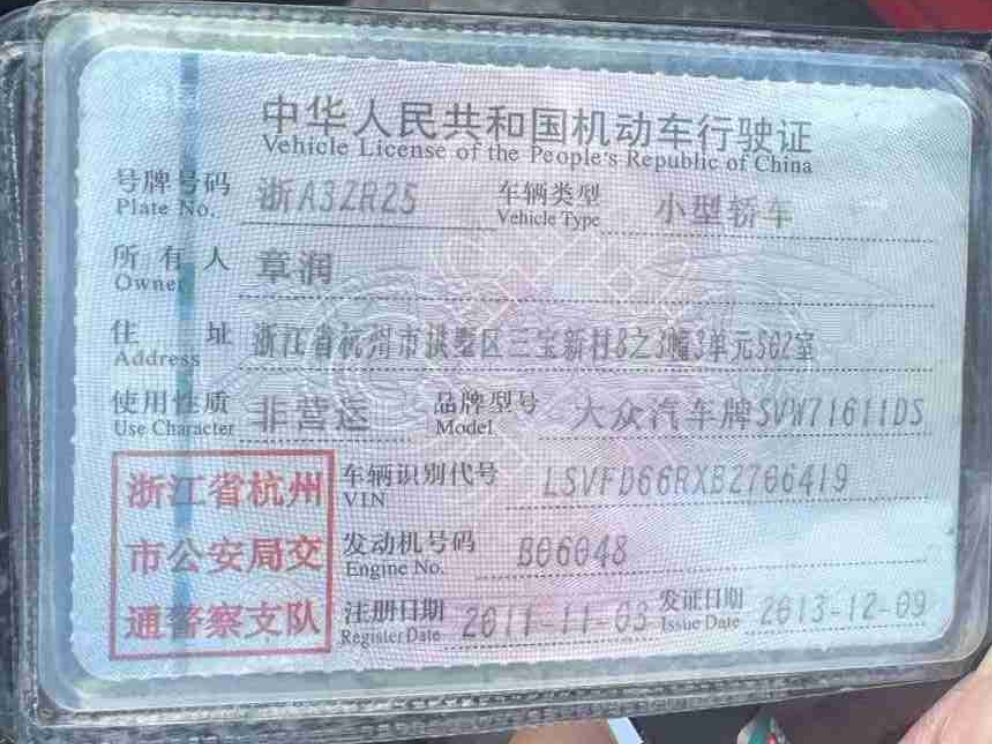 中华人民共和国机动车行驶证
Vehicle License of the People's Republic of China
号牌号码 浙A3ZR25 车辆类型 小型轿车
Plate No. Vehicle Type
所有人 章润
Owner
住址 浙江省杭州市拱墅区三宝新村8之3幢3单元502室
Address
使用性质 非营运 品牌型号 大众汽车牌SVW71611DS
Use Character Model
浙江省杭州 车辆识别代号 LSVFD66RXB2706419
VIN
市公安局交 发动机号码 B06048
Engine No.
通警察支队 注册日期 2011-11-03 发证日期 2013-12-09
Register Date Issue Date